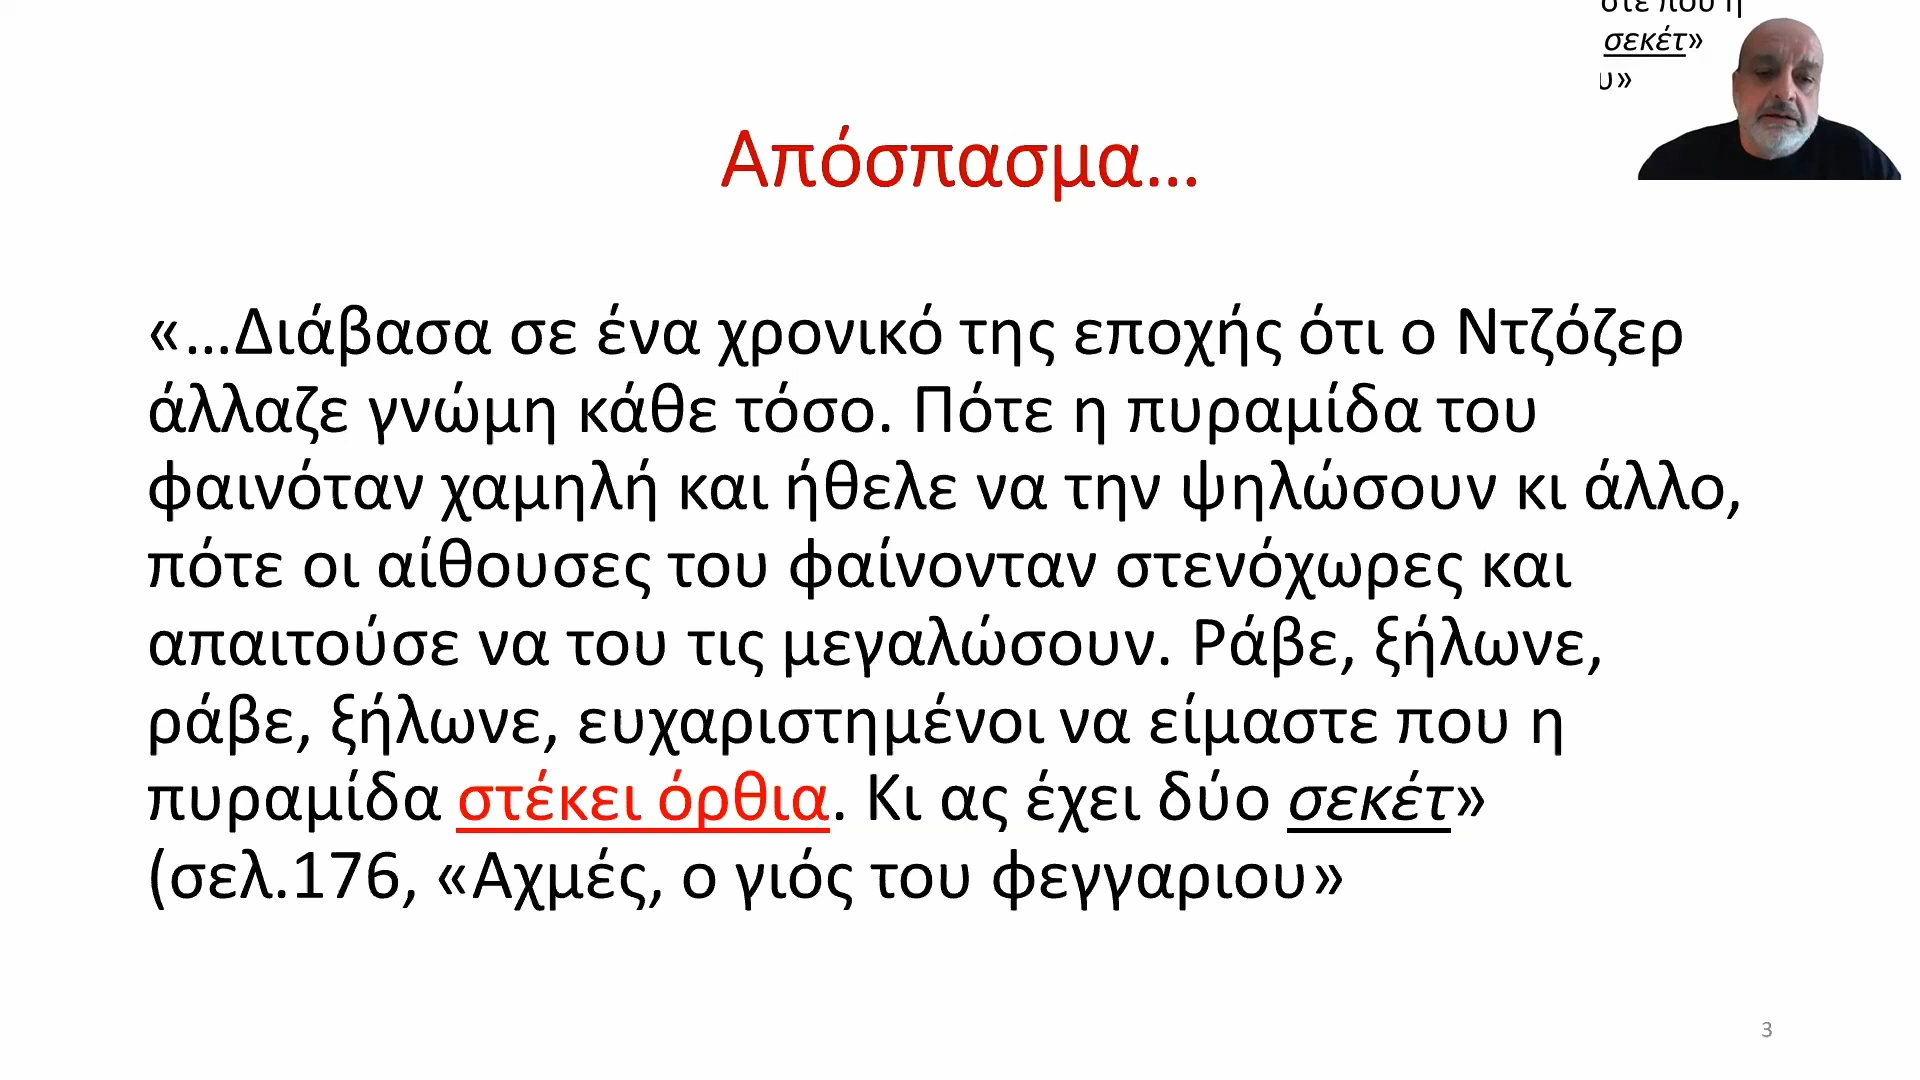 στε που η
σεκέτ»
υ»
Απόσπασμα...
«...Διάβασα σε ένα χρονικό της εποχής ότι ο Ντζόζερ
άλλαζε γνώμη κάθε τόσο. Πότε η πυραμίδα του
φαινόταν χαμηλή και ήθελε να την ψηλώσουν κι άλλο,
πότε οι αίθουσες του φαίνονταν στενόχωρες και
απαιτούσε να του τις μεγαλώσουν. Ράβε, ξήλωνε,
ράβε, ξήλωνε, ευχαριστημένοι να είμαστε που η
πυραμίδα στέκει όρθια. Κι ας έχει δύο σεκέτ»
(σελ.176, «Αχμές, ο γιός του φεγγαριου»
3